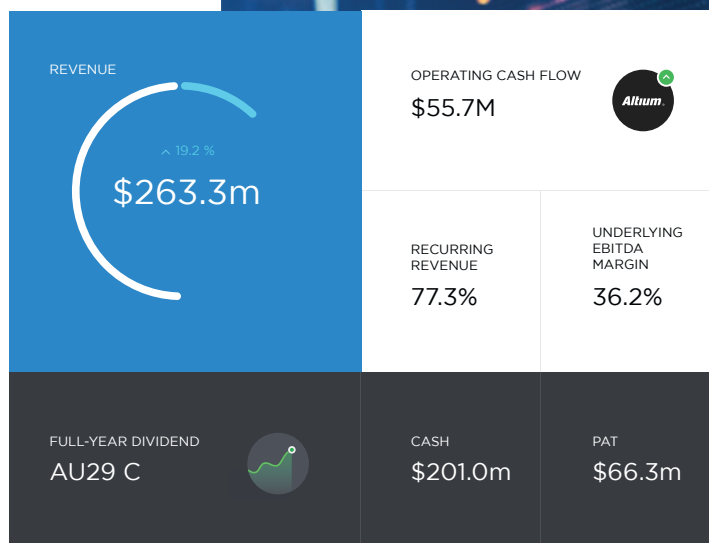 REVENUE
19.2 %
$263.3m
OPERATING CASH FLOW
$55.7M
Altium.
RECURRING
REVENUE
77.3%
UNDERLYING
EBITDA
MARGIN
36.2%
FULL-YEAR DIVIDEND
AU29 C
CASH
$201.0m
PAT
$66.3m